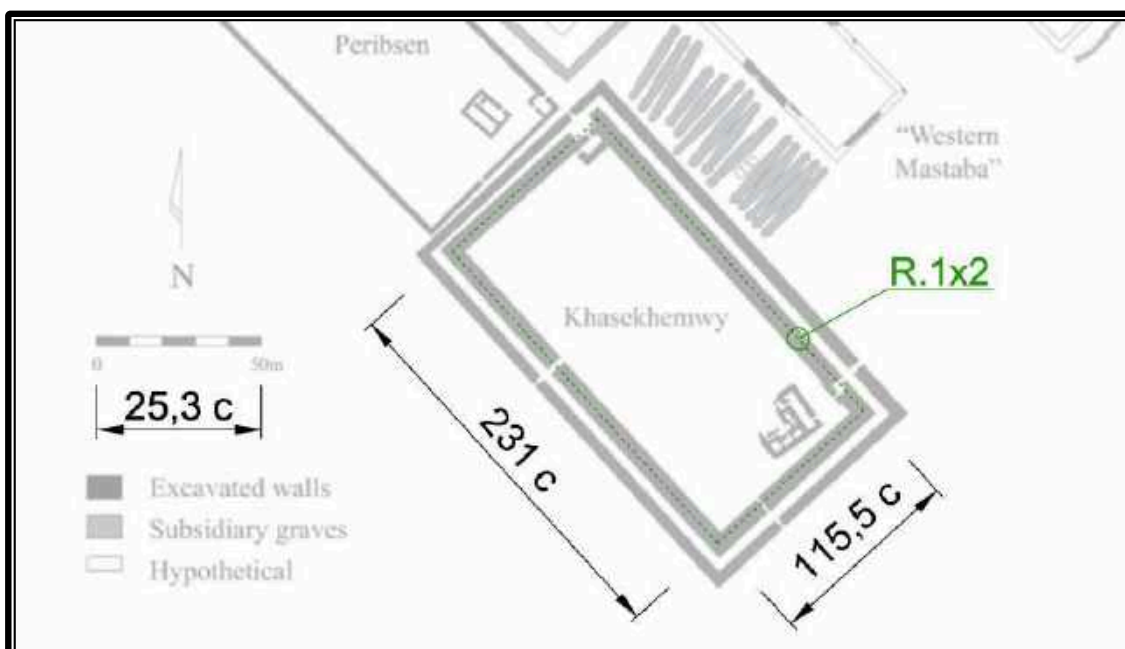 Peribsen
"Western
Mastaba"
R.1x2
N
Khasekhemwy
0 50m
25,3 c
231 c
115,5 c
Excavated walls
Subsidiary graves
Hypothetical